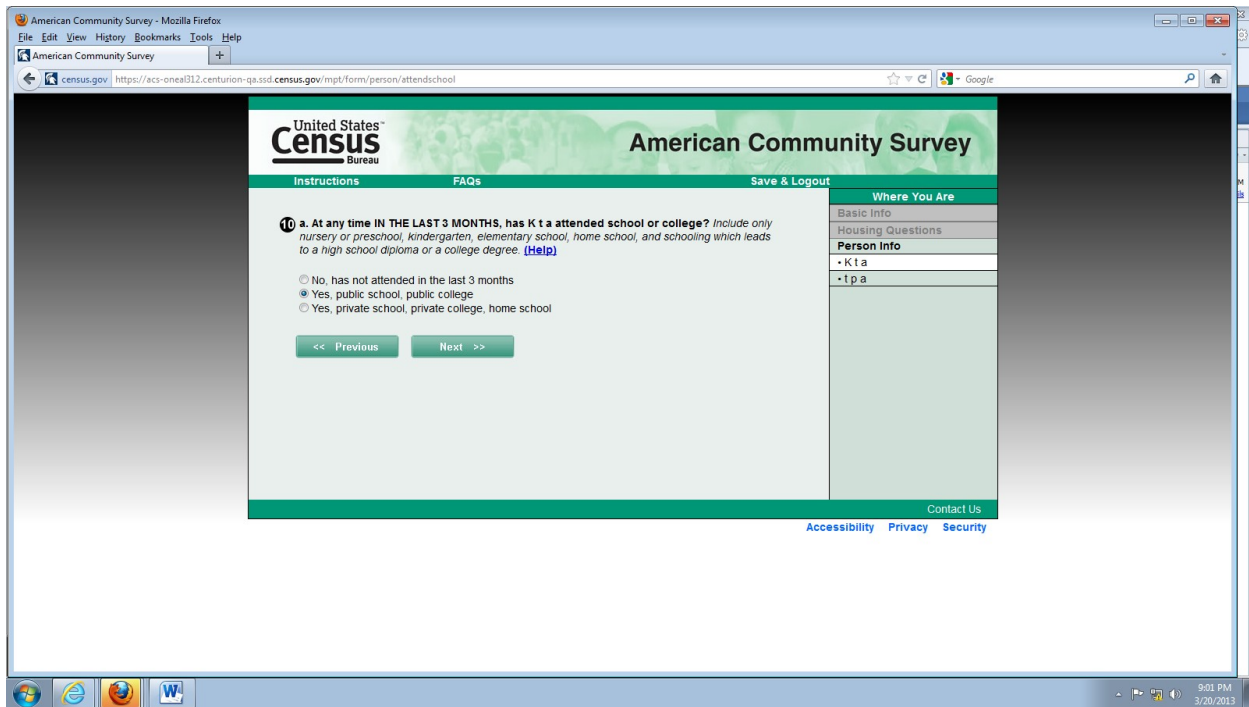 American Community Survey - Mozilla Firefox
File Edit View History Bookmarks Tools Help
American Community Survey +
census.gov https://acs-oneal312.centurion-qa.ssd.census.gov/mpt/form/person/attendschool
Google
United States™
Census
Bureau
American Community Survey
Instructions FAQs Save & Logout
Where You Are
Basic Info
Housing Questions
Person Info
• K t a
• t p a
10 a. At any time IN THE LAST 3 MONTHS, has K t a attended school or college? Include only
nursery or preschool, kindergarten, elementary school, home school, and schooling which leads
to a high school diploma or a college degree. (Help)
No, has not attended in the last 3 months
Yes, public school, public college
Yes, private school, private college, home school
<< Previous Next >>
Contact Us
Accessibility Privacy Security
9:01 PM
3/20/2013